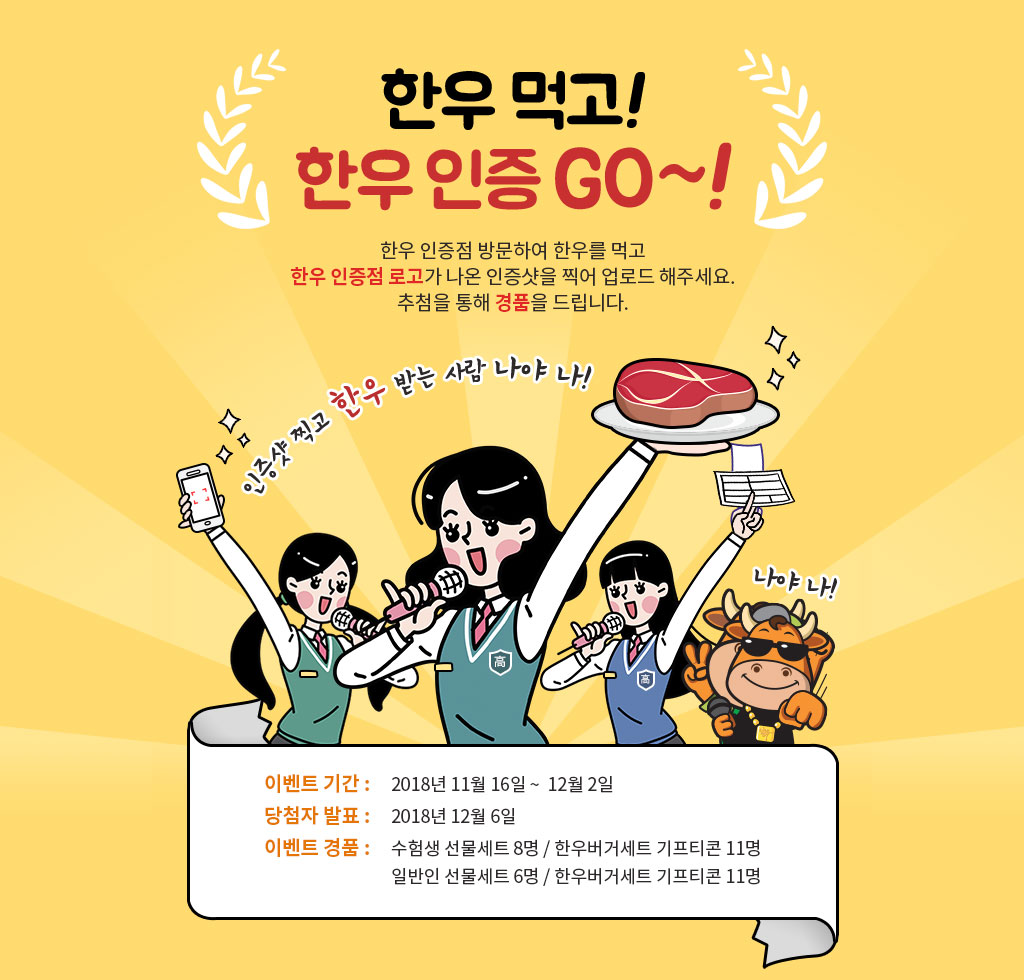 한우 먹고!
한우 인증 GO~!
한우 인증점 방문하여 한우를 먹고
한우 인증점 로고가 나온 인증샷을 찍어 업로드 해주세요.
추첨을 통해 경품을 드립니다.
인증샷 찍고 한우 받는 사람 나야 나!
나야 나!
高
高
이벤트 기간 : 2018년 11월 16일 ~ 12월 2일
당첨자 발표 : 2018년 12월 6일
이벤트 경품 : 수험생 선물세트 8명 / 한우버거세트 기프티콘 11명
일반인 선물세트 6명 / 한우버거세트 기프티콘 11명